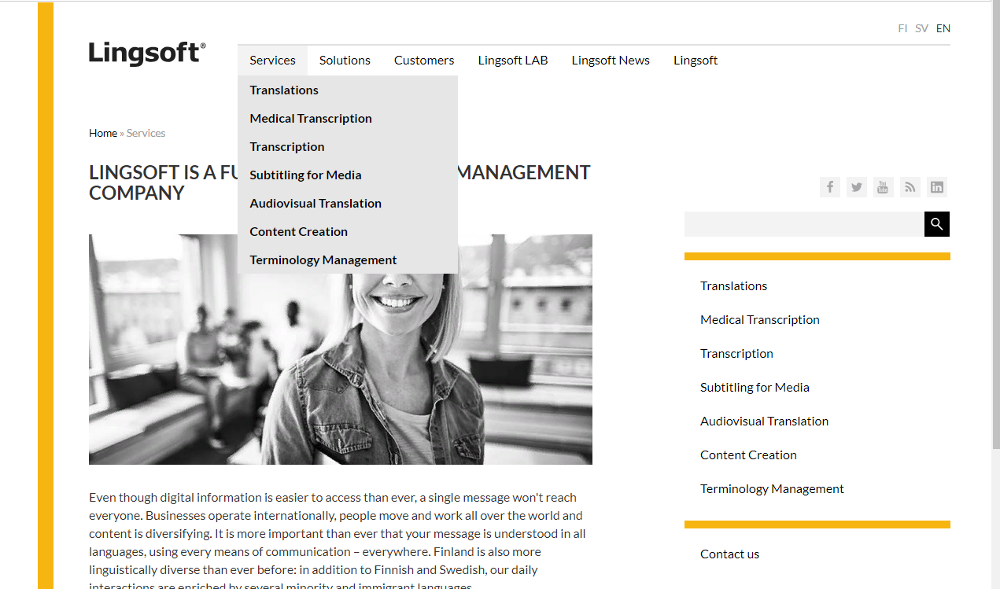 FI SV EN
Lingsoft®
Services Solutions Customers Lingsoft LAB Lingsoft News Lingsoft
Translations
Medical Transcription
Transcription
Subtitling for Media
Audiovisual Translation
Content Creation
Terminology Management
Home » Services
LINGSOFT IS A FU MANAGEMENT
COMPANY
Even though digital information is easier to access than ever, a single message won't reach
everyone. Businesses operate internationally, people move and work all over the world and
content is diversifying. It is more important than ever that your message is understood in all
languages, using every means of communication – everywhere. Finland is also more
linguistically diverse than ever before: in addition to Finnish and Swedish, our daily
interactions are enriched by several minority and immigrant languages.
You Tube
Translations
Medical Transcription
Transcription
Subtitling for Media
Audiovisual Translation
Content Creation
Terminology Management
Contact us